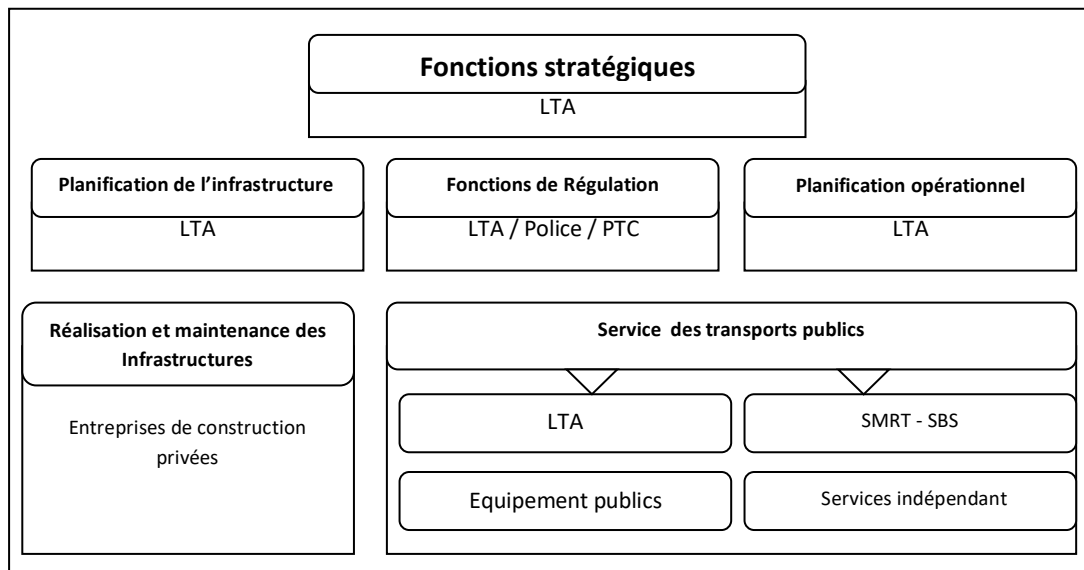 Fonctions stratégiques
LTA
Planification de l’infrastructure
LTA
Fonctions de Régulation
LTA / Police / PTC
Planification opérationnel
LTA
Réalisation et maintenance des
Infrastructures
Entreprises de construction
privées
Service des transports publics
LTA
SMRT - SBS
Equipement publics
Services indépendant